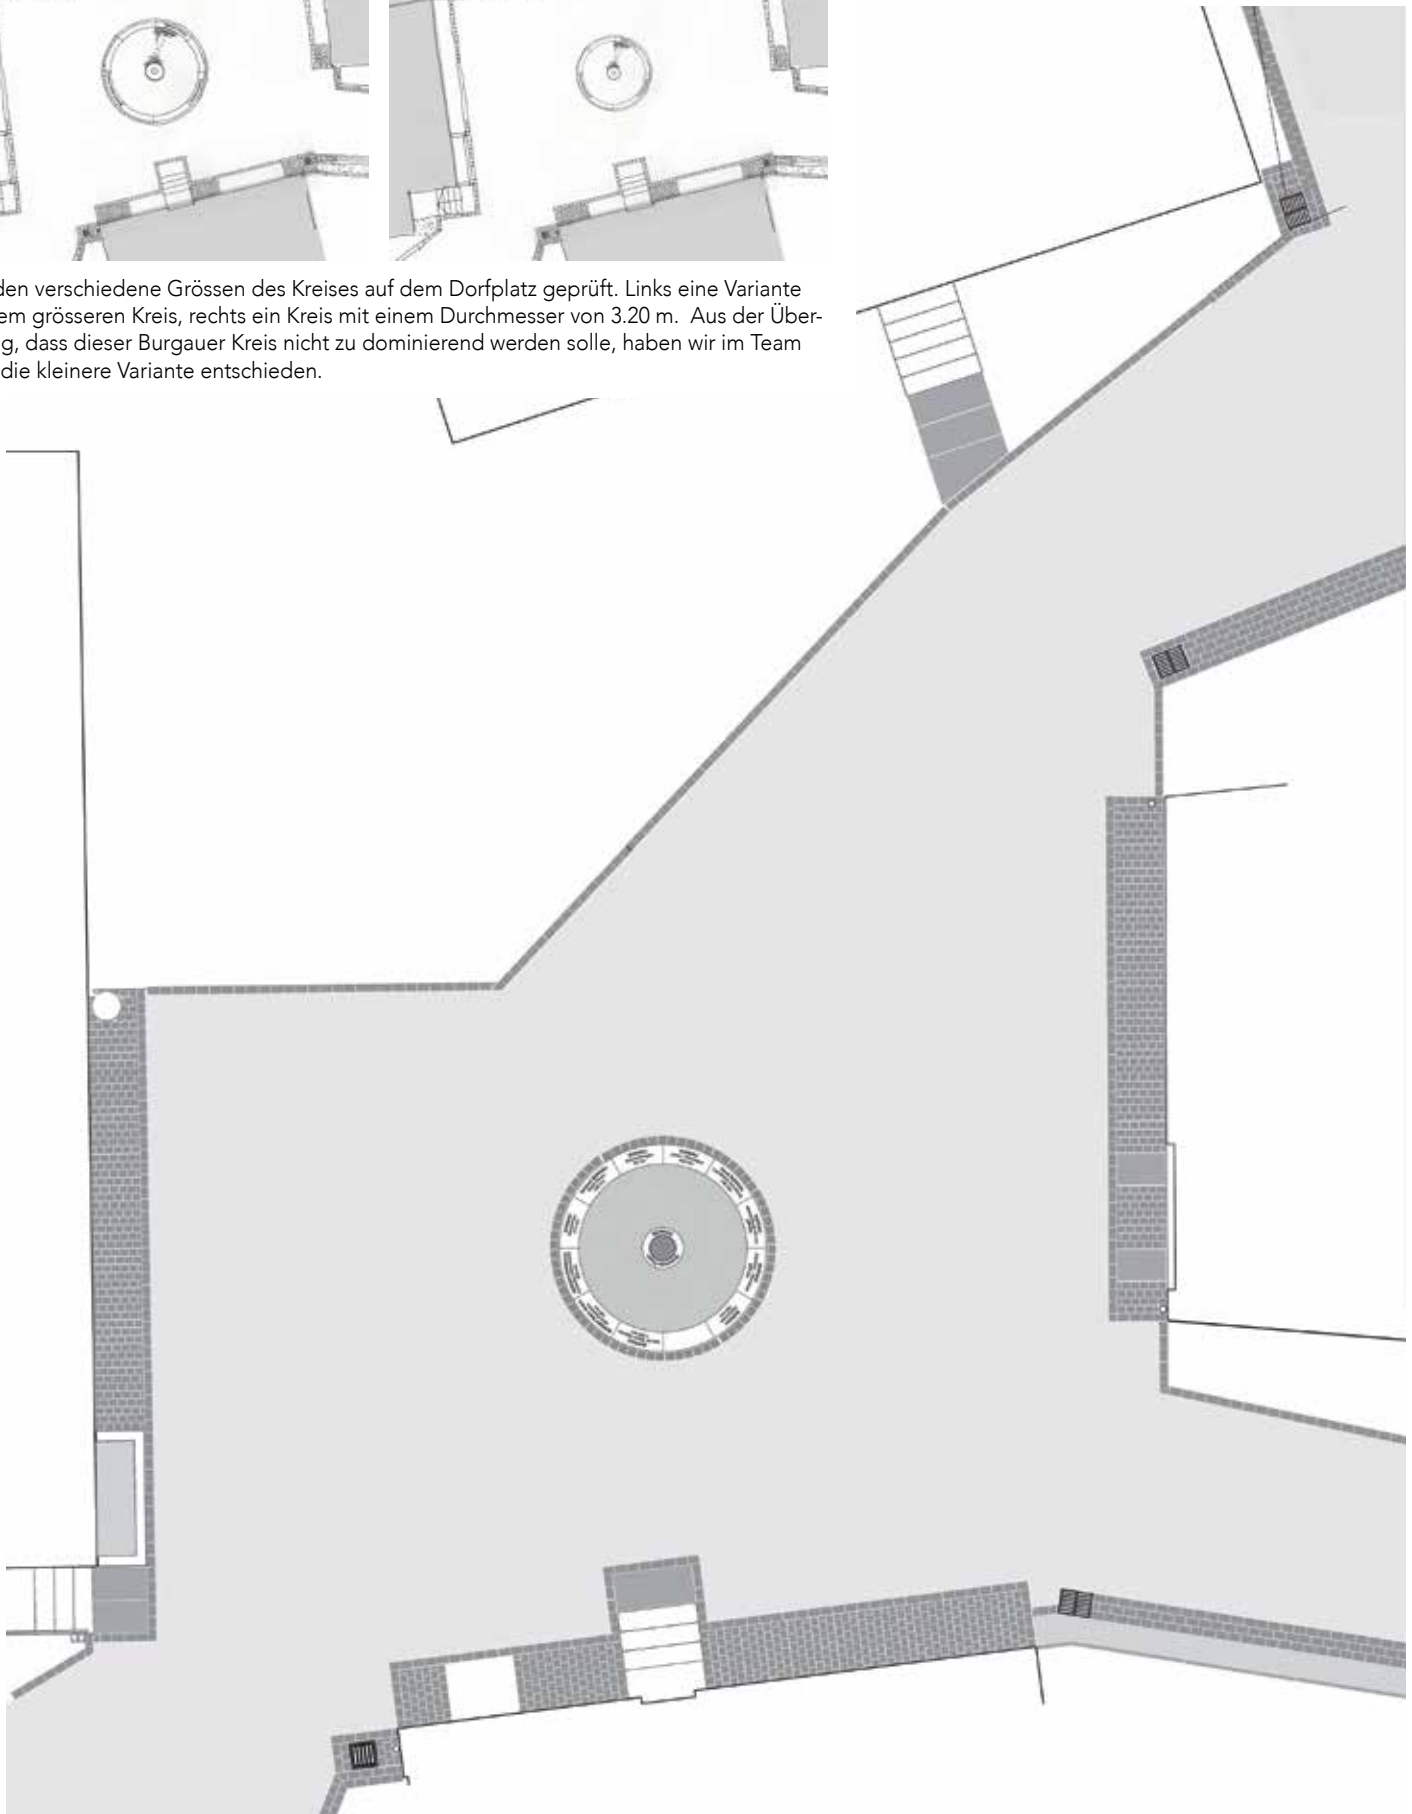 den verschiedene Grössen des Kreises auf dem Dorfplatz geprüft. Links eine Variante
em grösseren Kreis, rechts ein Kreis mit einem Durchmesser von 3.20 m. Aus der Über-
g, dass dieser Burgauer Kreis nicht zu dominierend werden solle, haben wir im Team
die kleinere Variante entschieden.